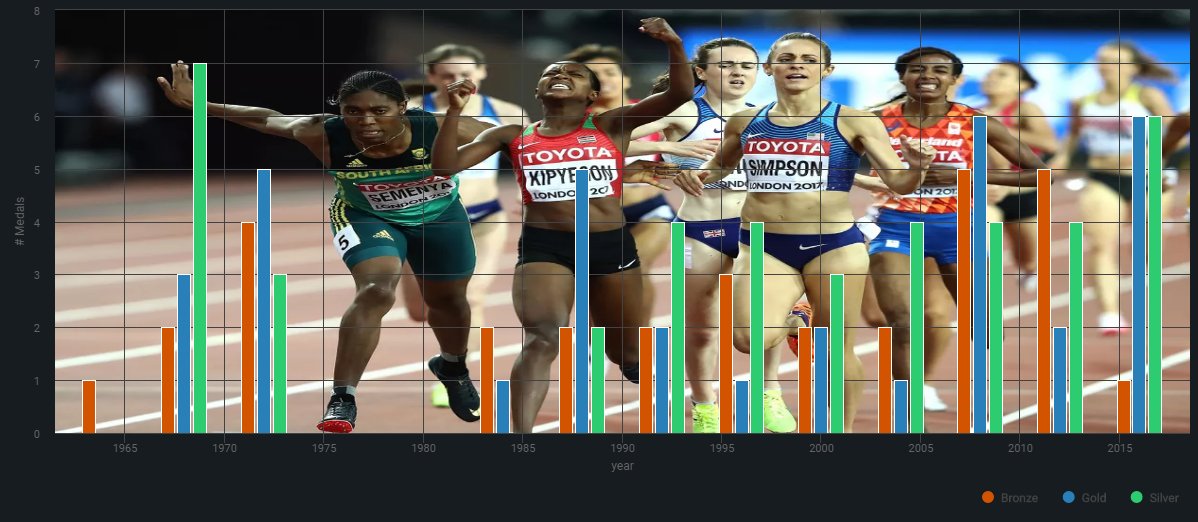 8
7
6
5
4
3
2
1
0
# Medals
1965 1970 1975 1980 1985 1990 1995 2000 2005 2010 2015
year
Bronze Gold Silver
SOUTH AFRICA
TOYOTA
SEMENYA
LONDON 2017
5
TOYOTA
LONDON 207
TOYOTA
SIMPSON
LONDON 2017
TOYOTA